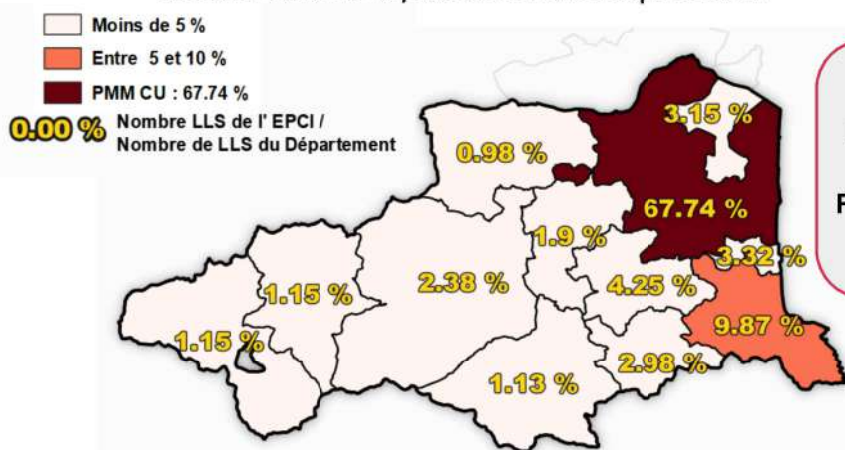 Moins de 5 %
Entre 5 et 10 %
PMM CU : 67.74 %
0.00 % Nombre LLS de l' EPCI /
Nombre de LLS du Département
3.15 %
0.98 %
67.74 %
1.9 %
3.32 %
2.38 %
4.25 %
1.15 %
9.87 %
1.15 %
2.98 %
1.13 %